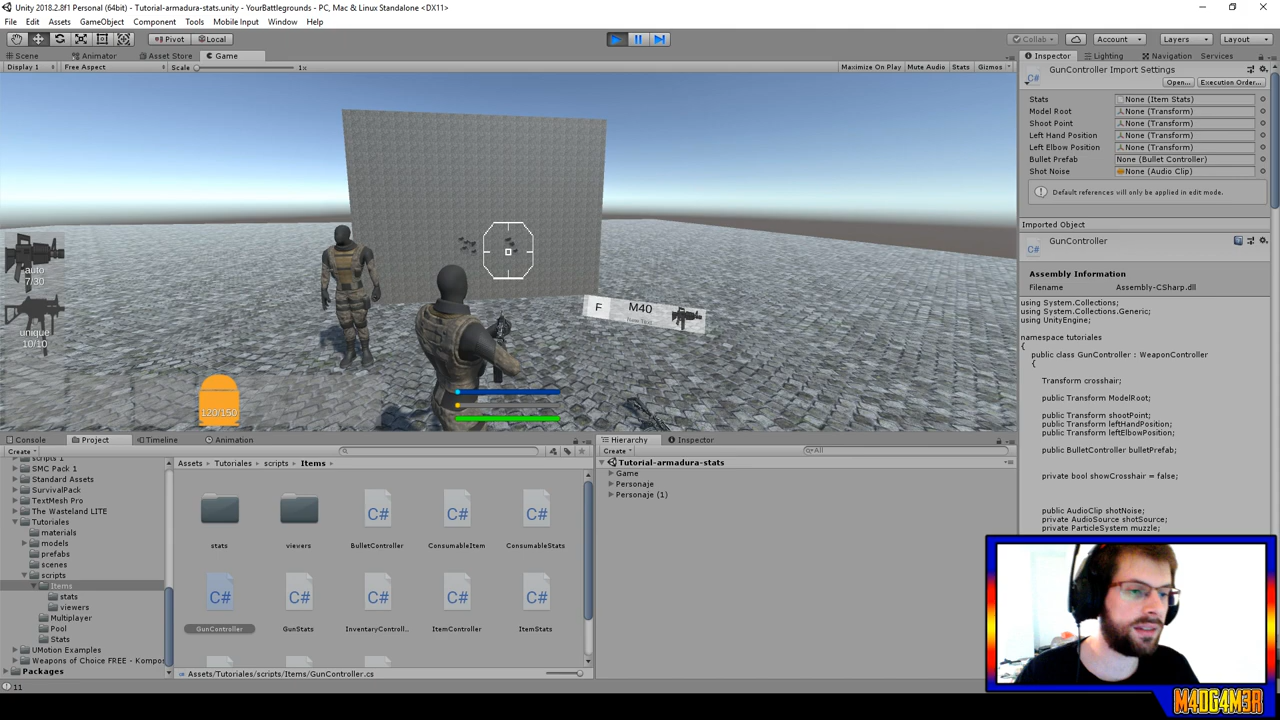 Unity 2018.2.8f1 Personal (64bit) - Tutorial-armadura-stats.unity - YourBattlegrounds - PC, Mac & Linux Standalone <DX11>
File Edit Assets GameObject Component Tools Mobile Input Window Help
Pivot Local Collab Account Layers Layout
Scene Animator Asset Store Game
Display 1 Free Aspect Scale 1x Maximize On Play Mute Audio Stats Gizmos
auto
7/30
unique
10/10
120/150
F M40
New Text
Inspector Lighting Navigation Services
GunController Import Settings
Open... Execution Order...
Stats None (Item Stats)
Model Root None (Transform)
Shoot Point None (Transform)
Left Hand Position None (Transform)
Left Elbow Position None (Transform)
Bullet Prefab None (Bullet Controller)
Shot Noise None (Audio Clip)
Default references will only be applied in edit mode.
Imported Object
GunController
Assembly Information
Filename Assembly-CSharp.dll
using System.Collections;
using System.Collections.Generic;
using UnityEngine;
namespace tutoriales
{
public class GunController : WeaponController
{
Transform crosshair;
public Transform ModelRoot;
public Transform shootPoint;
public Transform leftHandPosition;
public Transform leftElbowPosition;
public BulletController bulletPrefab;
private bool showCrosshair = false;
public AudioClip shotNoise;
private AudioSource shotSource;
private ParticleSystem muzzle;
Console Project Timeline Animation
Create
scripts 1
SMC Pack 1
Standard Assets
SurvivalPack
TextMesh Pro
The Wasteland LITE
Tutoriales
materials
models
prefabs
scenes
scripts
Items
stats
viewers
Multiplayer
Pool
Stats
UMotion Examples
Weapons of Choice FREE - Kompo
Packages
Assets Tutoriales scripts Items
stats viewers BulletController ConsumableItem ConsumableStats
GunController GunStats InventoryControll... ItemController ItemStats
Assets/Tutoriales/scripts/Items/GunController.cs
Hierarchy Inspector
Create All
Tutorial-armadura-stats
Game
Personaje
Personaje (1)
11
M40G4M3R